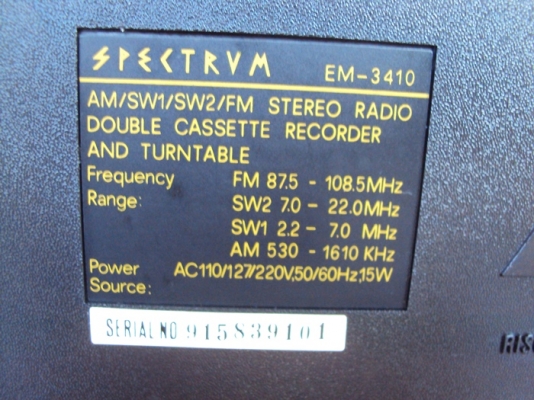 SPECTRUM EM-3410
AM/SW1/SW2/FM STEREO RADIO
DOUBLE CASSETTE RECORDER
AND TURNTABLE
Frequency FM 87.5 - 108.5MHz
Range: SW2 7.0 - 22.0MHz
SW1 2.2 - 7.0 MHz
AM 530 - 1610 KHz
Power AC110/127/220V,50/60Hz,15W
Source:
SERIAL NO 915839101